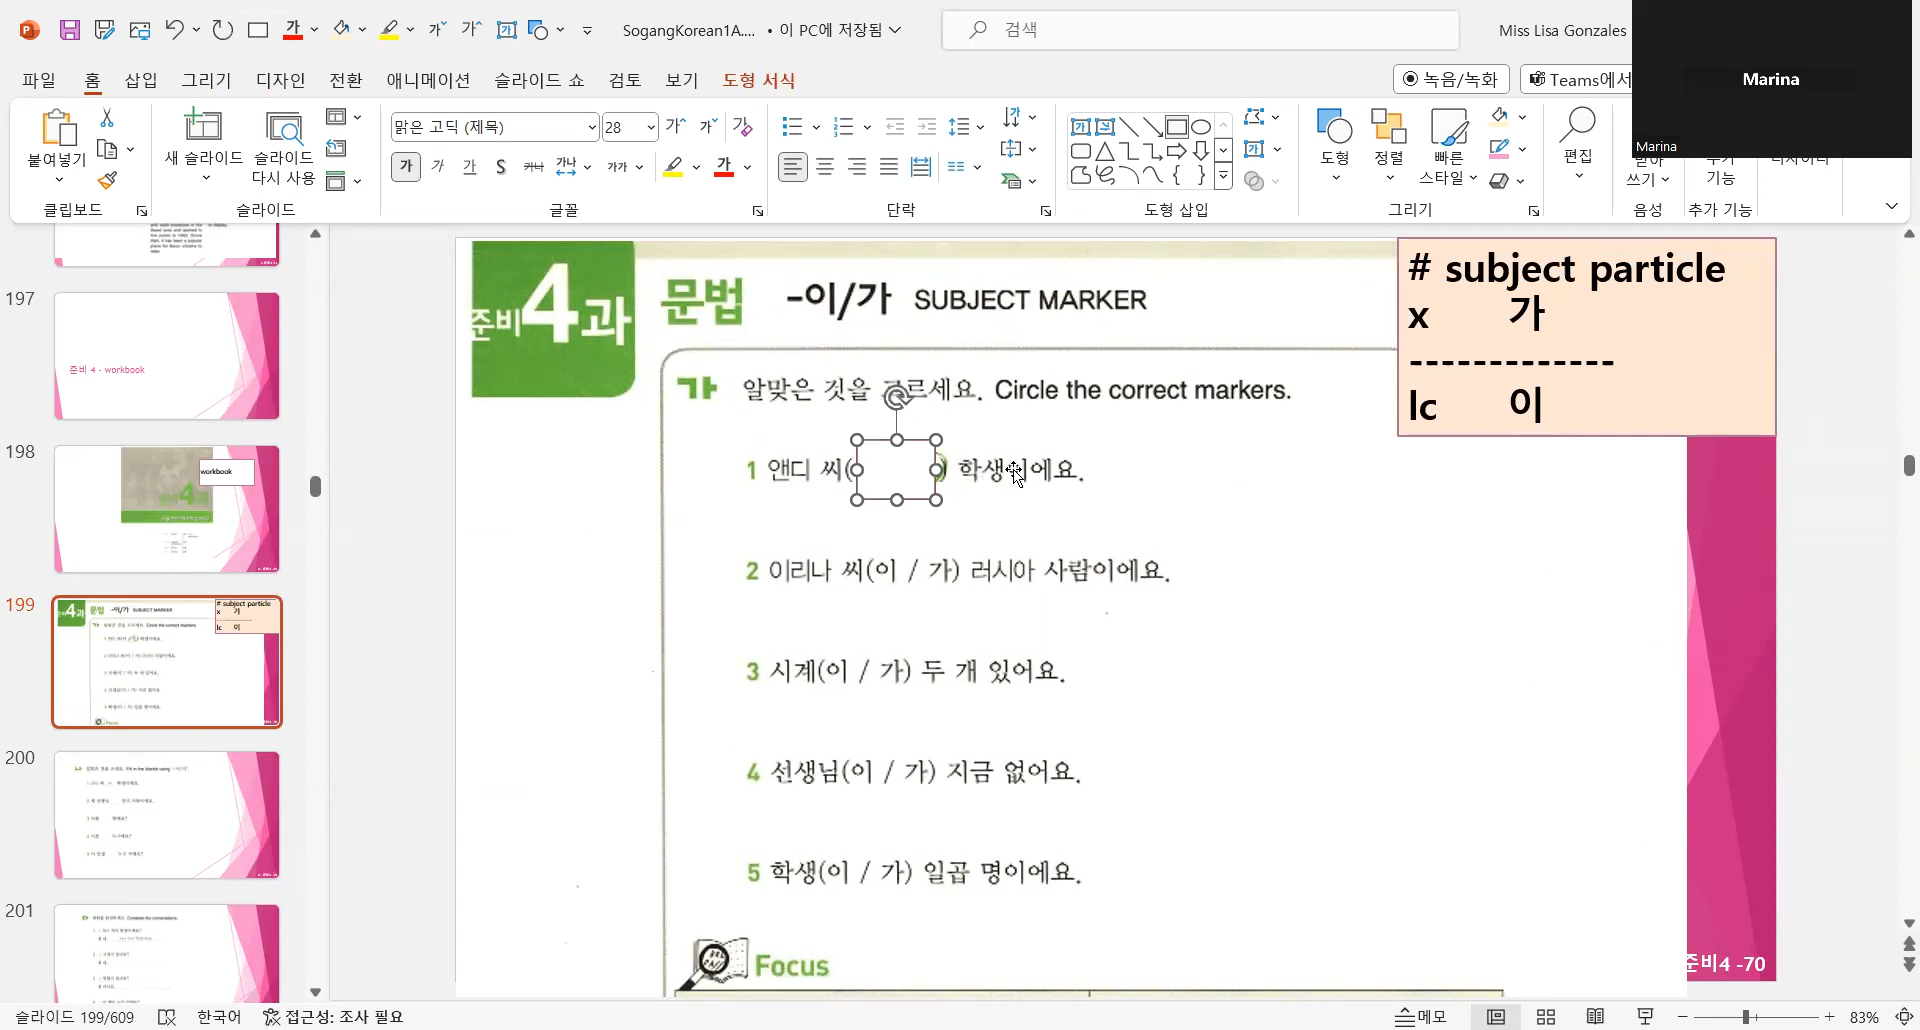 SogangKorean1A.... • 이 PC에 저장됨
검색
Miss Lisa Gonzales
Marina
Marina
파일 홈 삽입 그리기 디자인 전환 애니메이션 슬라이드 쇼 검토 보기 도형 서식
녹음/녹화
Teams에서
붙여넣기
새 슬라이드
슬라이드
다시 사용
맑은 고딕 (제목)
28
도형
정렬
빠른
스타일
편집
쓰기
기능
클립보드
슬라이드
글꼴
단락
도형 삽입
그리기
음성
추가 기능
197
준비 4 - workbook
198
workbook
199
200
201
준비4과
문법 -이/가 SUBJECT MARKER
# subject particle
x 가
-------------
lc 이
가 알맞은 것을 고르세요. Circle the correct markers.
1 앤디 씨( ) 학생이에요.
2 이리나 씨(이 / 가) 러시아 사람이에요.
3 시계(이 / 가) 두 개 있어요.
4 선생님(이 / 가) 지금 없어요.
5 학생(이 / 가) 일곱 명이에요.
Focus
준비4 -70
슬라이드 199/609
한국어
접근성: 조사 필요
메모
83%